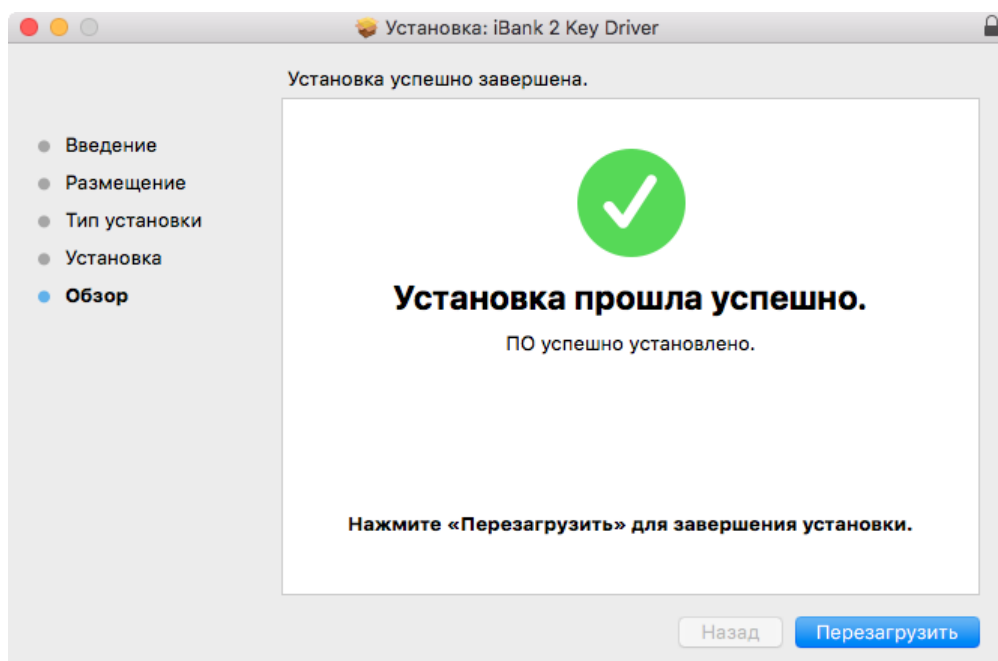 Установка: iBank 2 Key Driver
Установка успешно завершена.
Введение
Размещение
Тип установки
Установка
Обзор
Установка прошла успешно.
ПО успешно установлено.
Нажмите «Перезагрузить» для завершения установки.
Назад
Перезагрузить